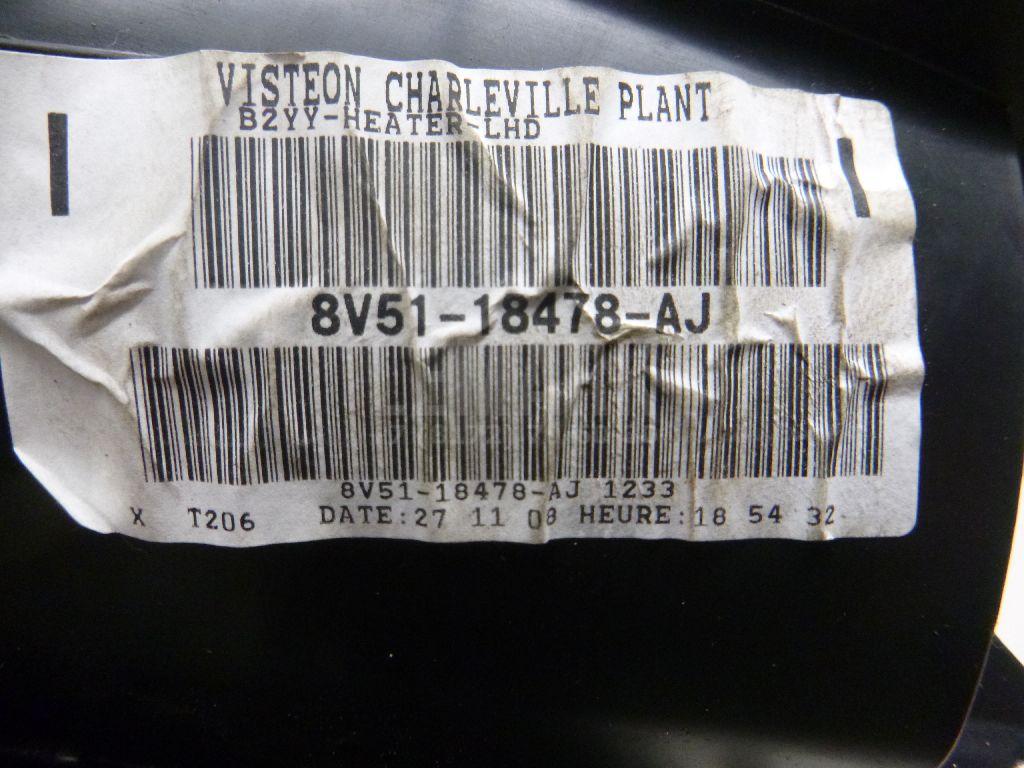 VISTEON CHARLEVILLE PLANT
B2YY-HEATER-LHD
8V51-18478-AJ
8V51-18478-AJ 1233
X T206 DATE:27 11 08 HEURE:18 54 32